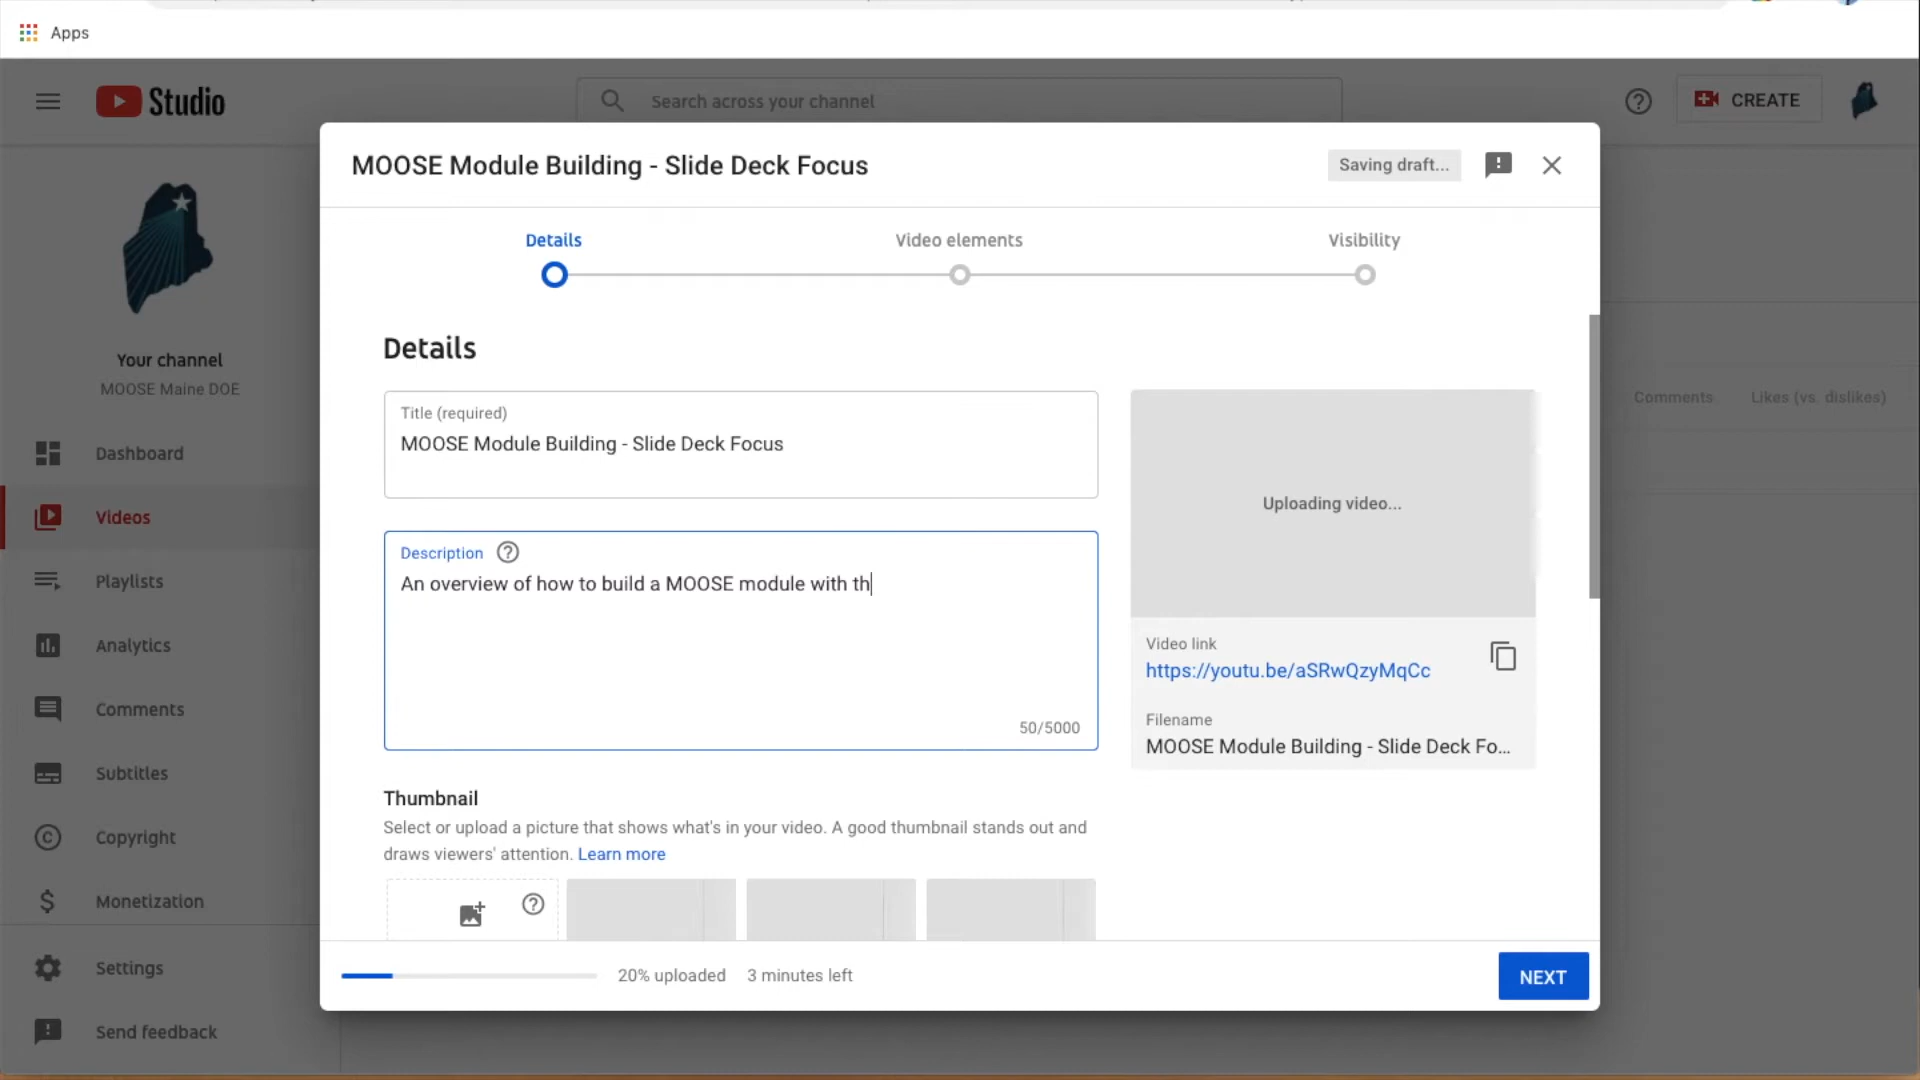 Apps
Studio
Search across your channel
CREATE
MOOSE Module Building - Slide Deck Focus
Saving draft...
Details
Video elements
Visibility
Your channel
MOOSE Maine DOE
Dashboard
Videos
Playlists
Analytics
Comments
Subtitles
Copyright
Monetization
Settings
Send feedback
Details
Title (required)
MOOSE Module Building - Slide Deck Focus
Description
An overview of how to build a MOOSE module with th
50/5000
Uploading video...
Video link
https://youtu.be/aSRwQzyMqCc
Filename
MOOSE Module Building - Slide Deck Fo...
Thumbnail
Select or upload a picture that shows what's in your video. A good thumbnail stands out and
draws viewers' attention. Learn more
20% uploaded 3 minutes left
NEXT
Comments
Likes (vs. dislikes)